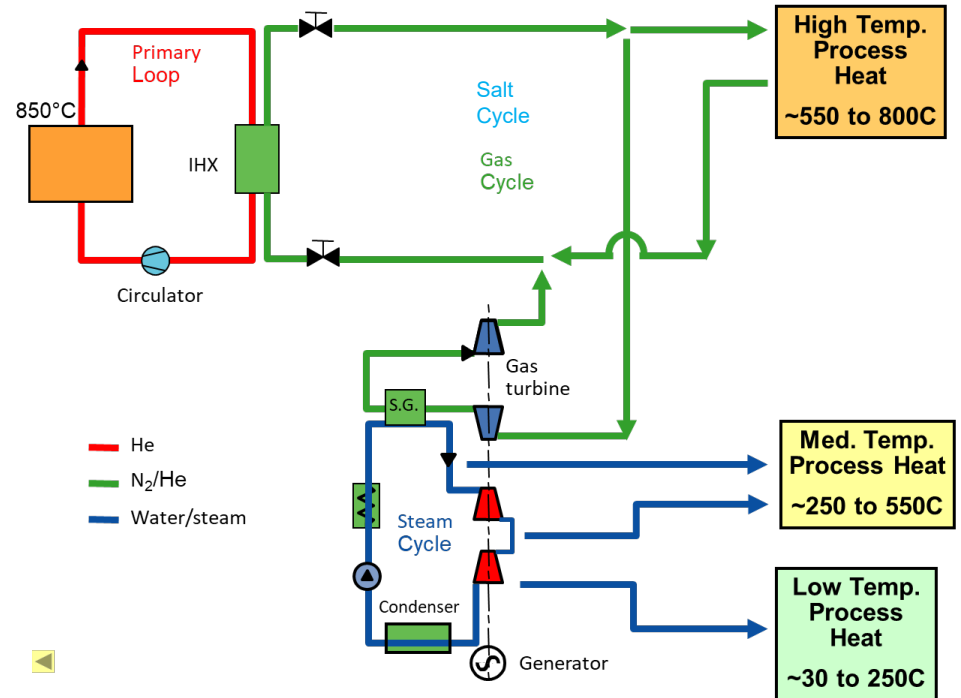 High Temp.
Process
Heat
~550 to 800C
Primary
Loop
850°C
IHX
Salt
Cycle
Gas
Cycle
Circulator
Gas
turbine
S.G.
He
N₂/He
Water/steam
Steam
Cycle
Med. Temp.
Process Heat
~250 to 550C
Condenser
Generator
Low Temp.
Process
Heat
~30 to 250C